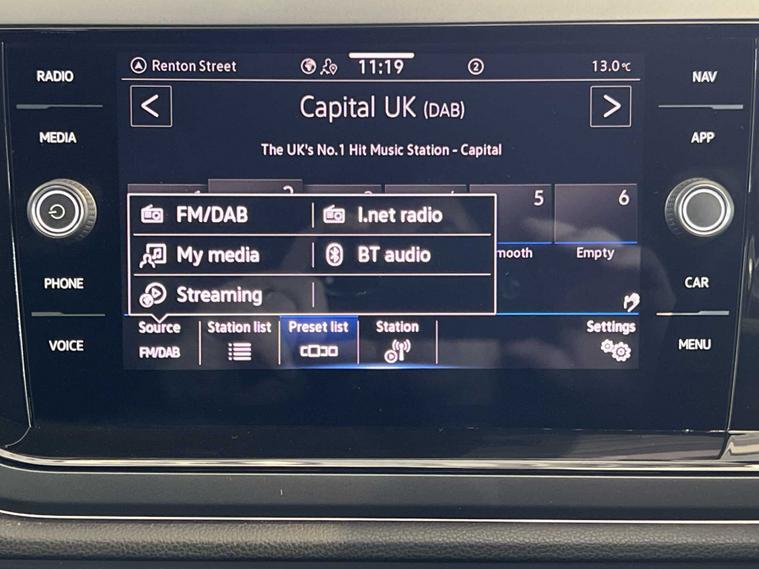 RADIO
MEDIA
PHONE
VOICE
Renton Street
11:19
2
13.0°C
<
Capital UK (DAB)
>
The UK's No.1 Hit Music Station - Capital
5
6
mooth
Empty
FM/DAB
I.net radio
My media
BT audio
Streaming
Source
FM/DAB
Station list
Preset list
Station
Settings
NAV
APP
CAR
MENU